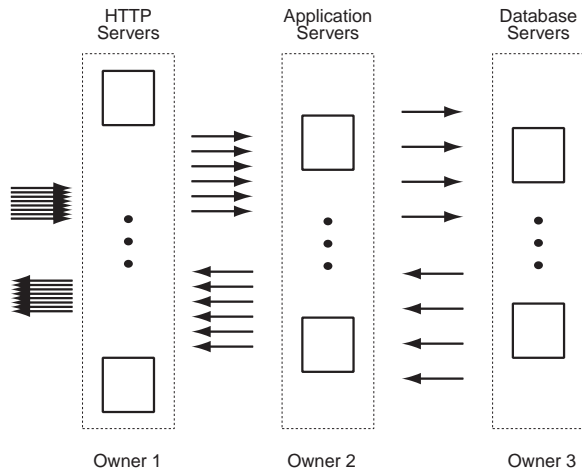 HTTP
Servers
Application
Servers
Database
Servers
Owner 1
Owner 2
Owner 3